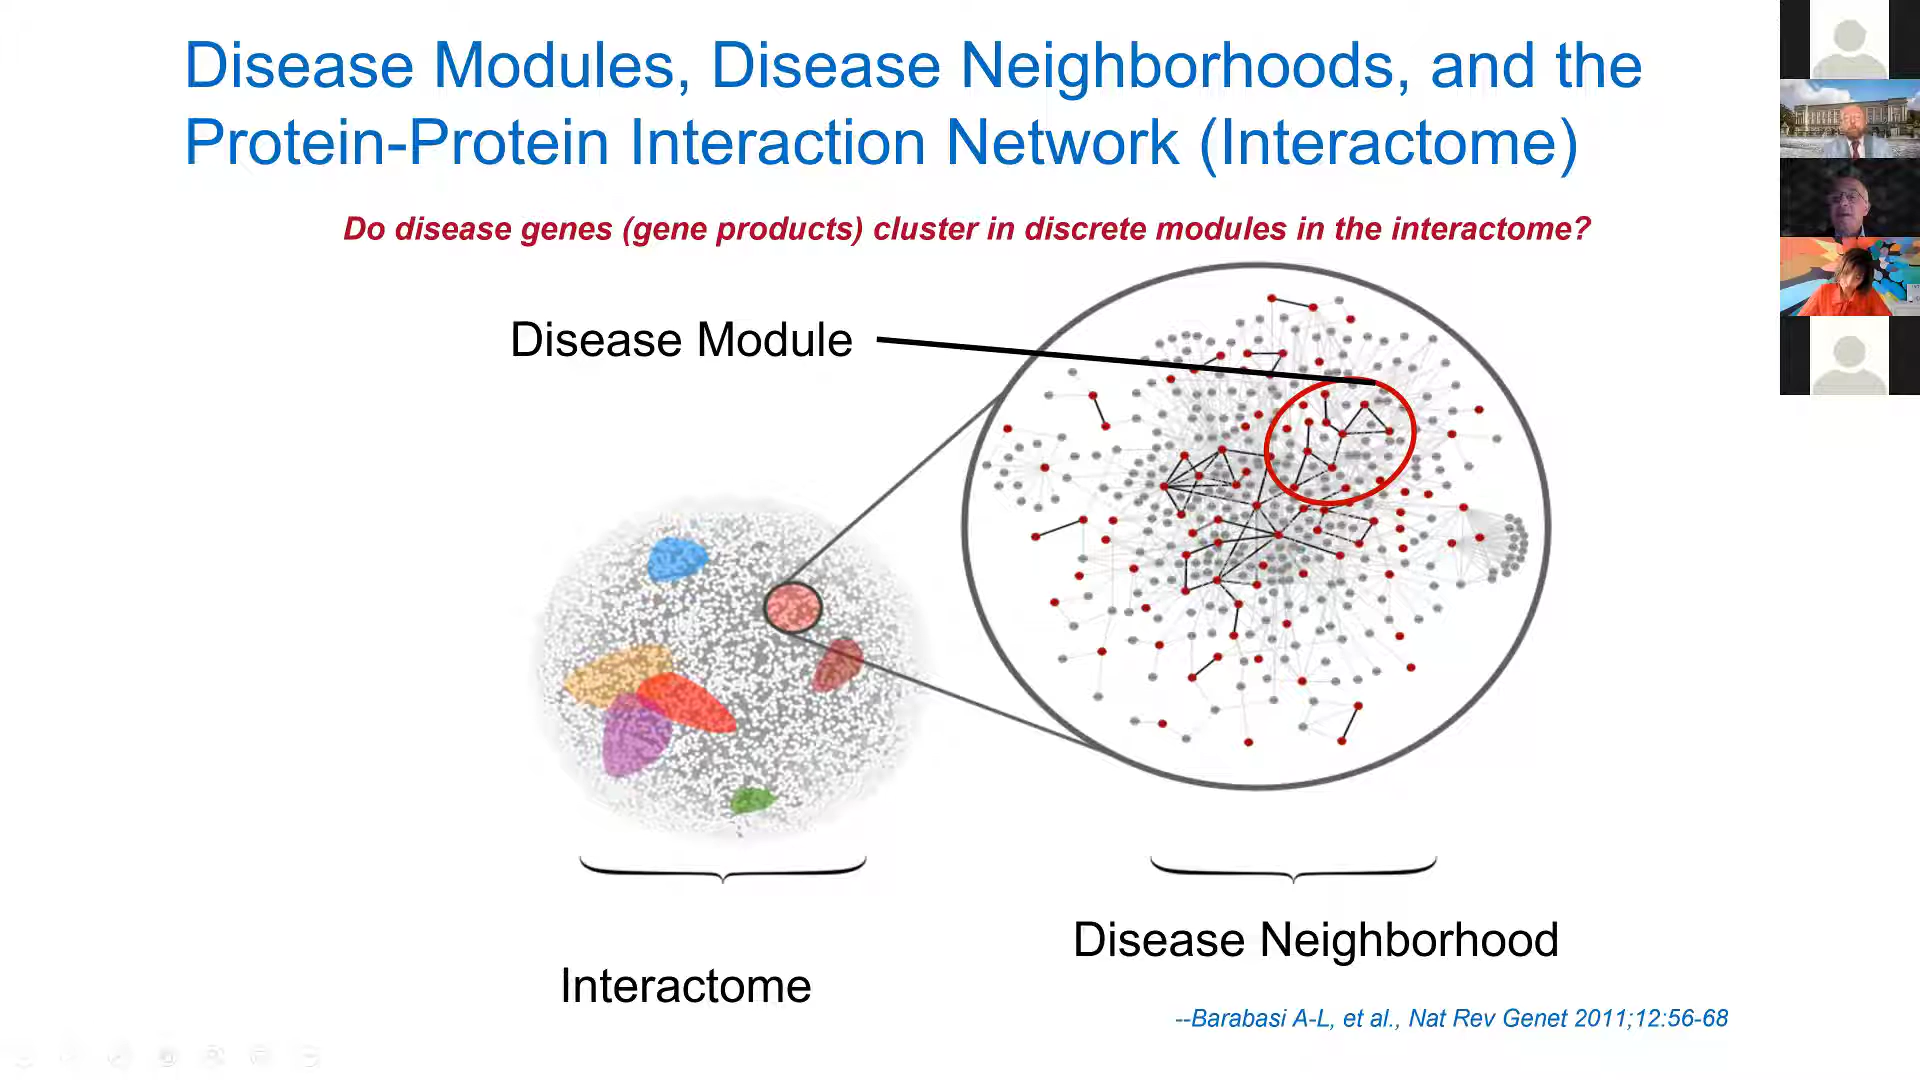 Disease Modules, Disease Neighborhoods, and the
Protein-Protein Interaction Network (Interactome)
Do disease genes (gene products) cluster in discrete modules in the interactome?
Disease Module
Disease Neighborhood
Interactome
--Barabasi A-L, et al., Nat Rev Genet 2011;12:56-68